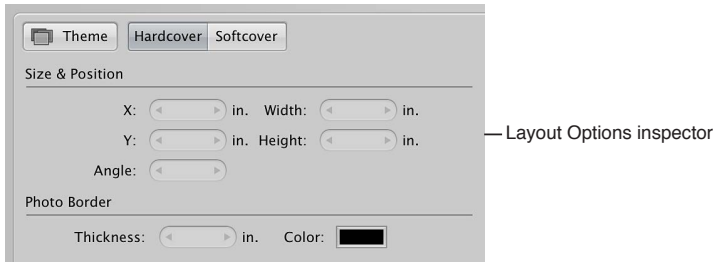 Theme Hardcover Softcover
Size & Position
X: in. Width: in.
Y: in. Height: in.
Angle:
Photo Border
Thickness: in. Color:
Layout Options inspector